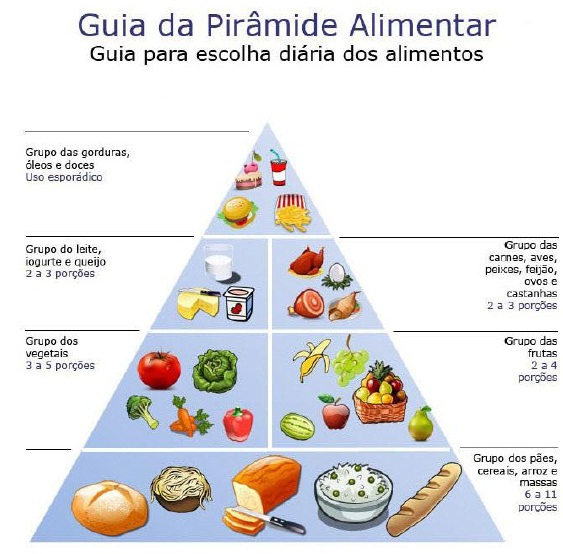 Guia da Pirâmide Alimentar
Guia para escolha diária dos alimentos
Grupo das gorduras,
óleos e doces
Uso esporádico
Grupo do leite,
iogurte e queijo
2 a 3 porções
Grupo das
carnes, aves,
peixes, feijão,
ovos e
castanhas
2 a 3 porções
Grupo dos
vegetais
3 a 5 porções
Grupo das
frutas
2 a 4
porções
Grupo dos pães,
cereais, arroz e
massas
6 a 11
porções